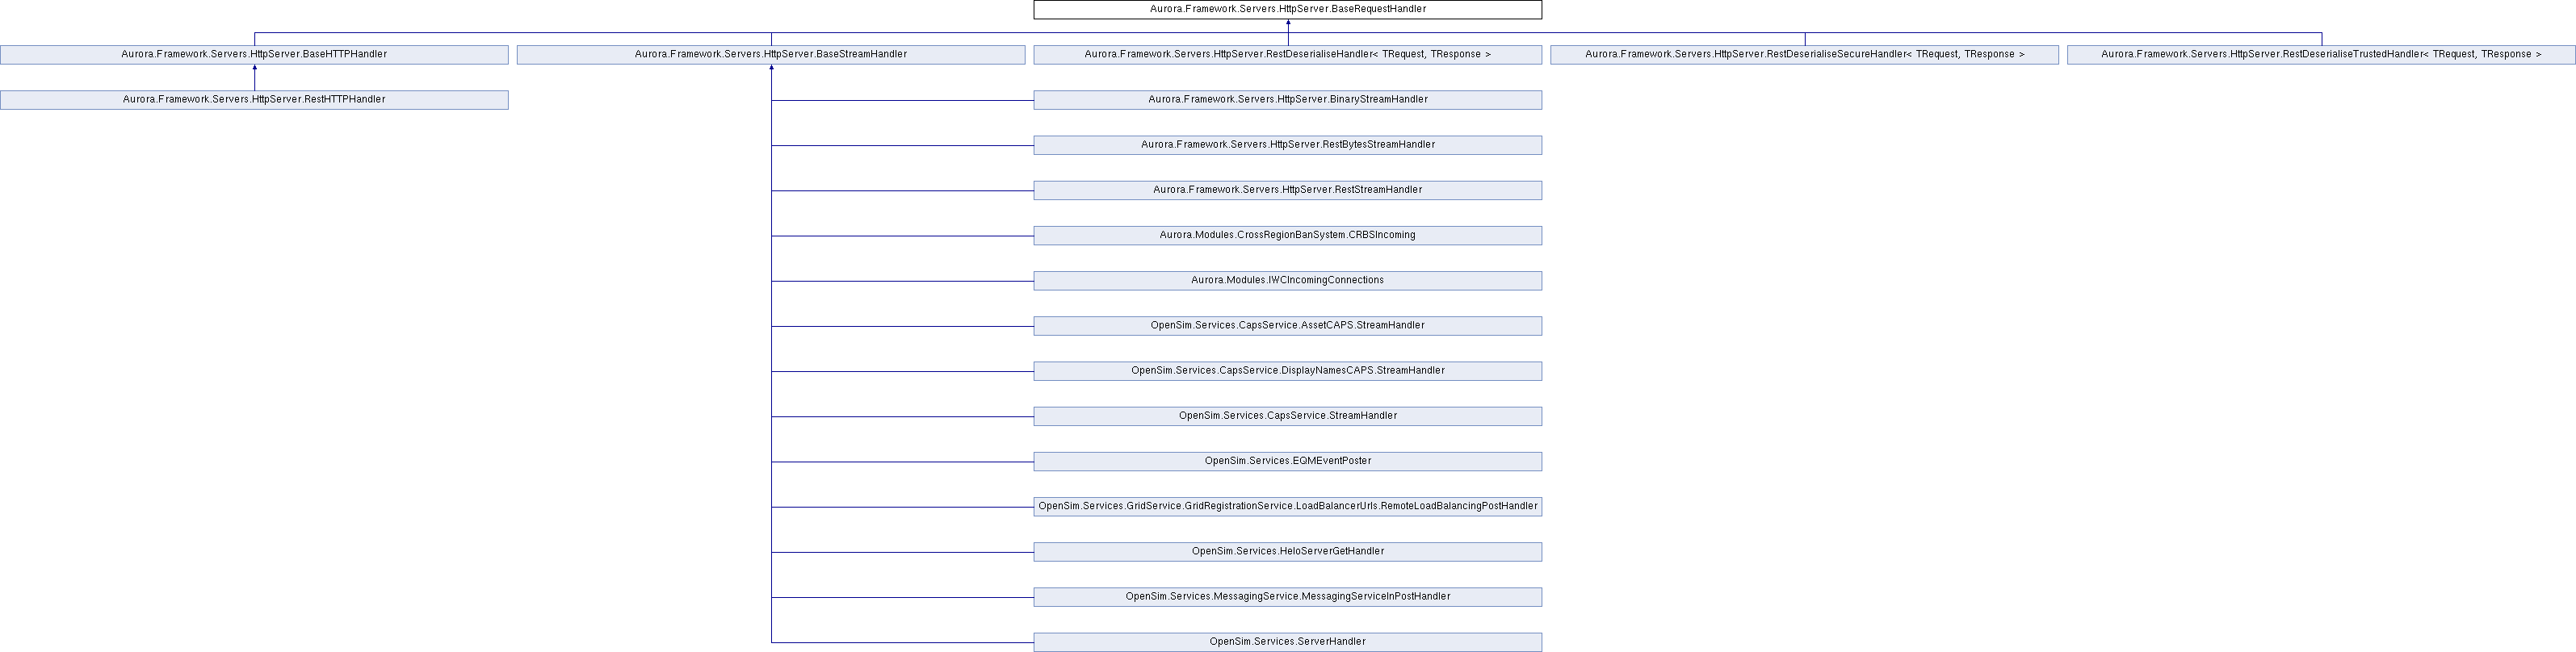 Aurora.Framework.Servers.HttpServer.BaseRequestHandler
Aurora.Framework.Servers.HttpServer.BaseHTTPHandler
Aurora.Framework.Servers.HttpServer.BaseStreamHandler
Aurora.Framework.Servers.HttpServer.RestDeserialiseHandler< TRequest, TResponse >
Aurora.Framework.Servers.HttpServer.RestDeserialiseSecureHandler< TRequest, TResponse >
Aurora.Framework.Servers.HttpServer.RestDeserialiseTrustedHandler< TRequest, TResponse >
Aurora.Framework.Servers.HttpServer.RestHTTPHandler
Aurora.Framework.Servers.HttpServer.BinaryStreamHandler
Aurora.Framework.Servers.HttpServer.RestBytesStreamHandler
Aurora.Framework.Servers.HttpServer.RestStreamHandler
Aurora.Modules.CrossRegionBanSystem.CRBSIncoming
Aurora.Modules.IWCIncomingConnections
OpenSim.Services.CapsService.AssetCAPS.StreamHandler
OpenSim.Services.CapsService.DisplayNamesCAPS.StreamHandler
OpenSim.Services.CapsService.StreamHandler
OpenSim.Services.EQMEventPoster
OpenSim.Services.GridService.GridRegistrationService.LoadBalancerUrls.RemoteLoadBalancingPostHandler
OpenSim.Services.HeloServerGetHandler
OpenSim.Services.MessagingService.MessagingServiceInPostHandler
OpenSim.Services.ServerHandler